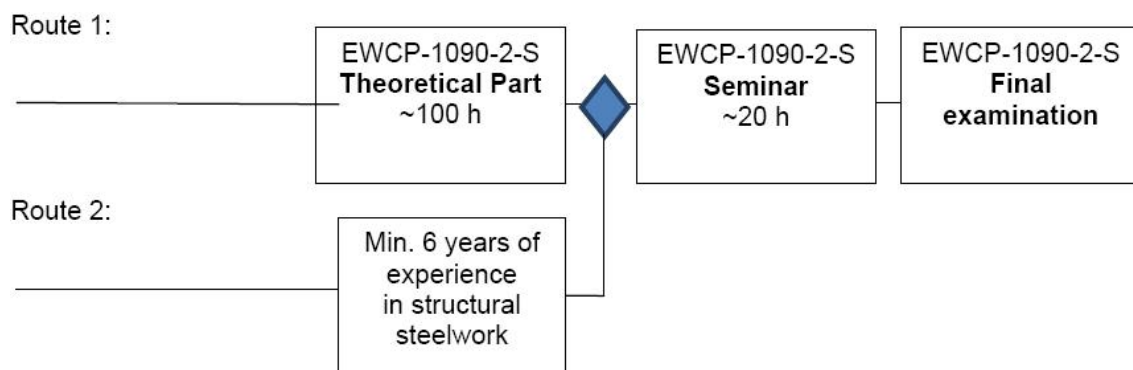 Route 1:
EWCP-1090-2-S
Theoretical Part
~100 h
EWCP-1090-2-S
Seminar
~20 h
EWCP-1090-2-S
Final
examination
Route 2:
Min. 6 years of
experience
in structural
steelwork